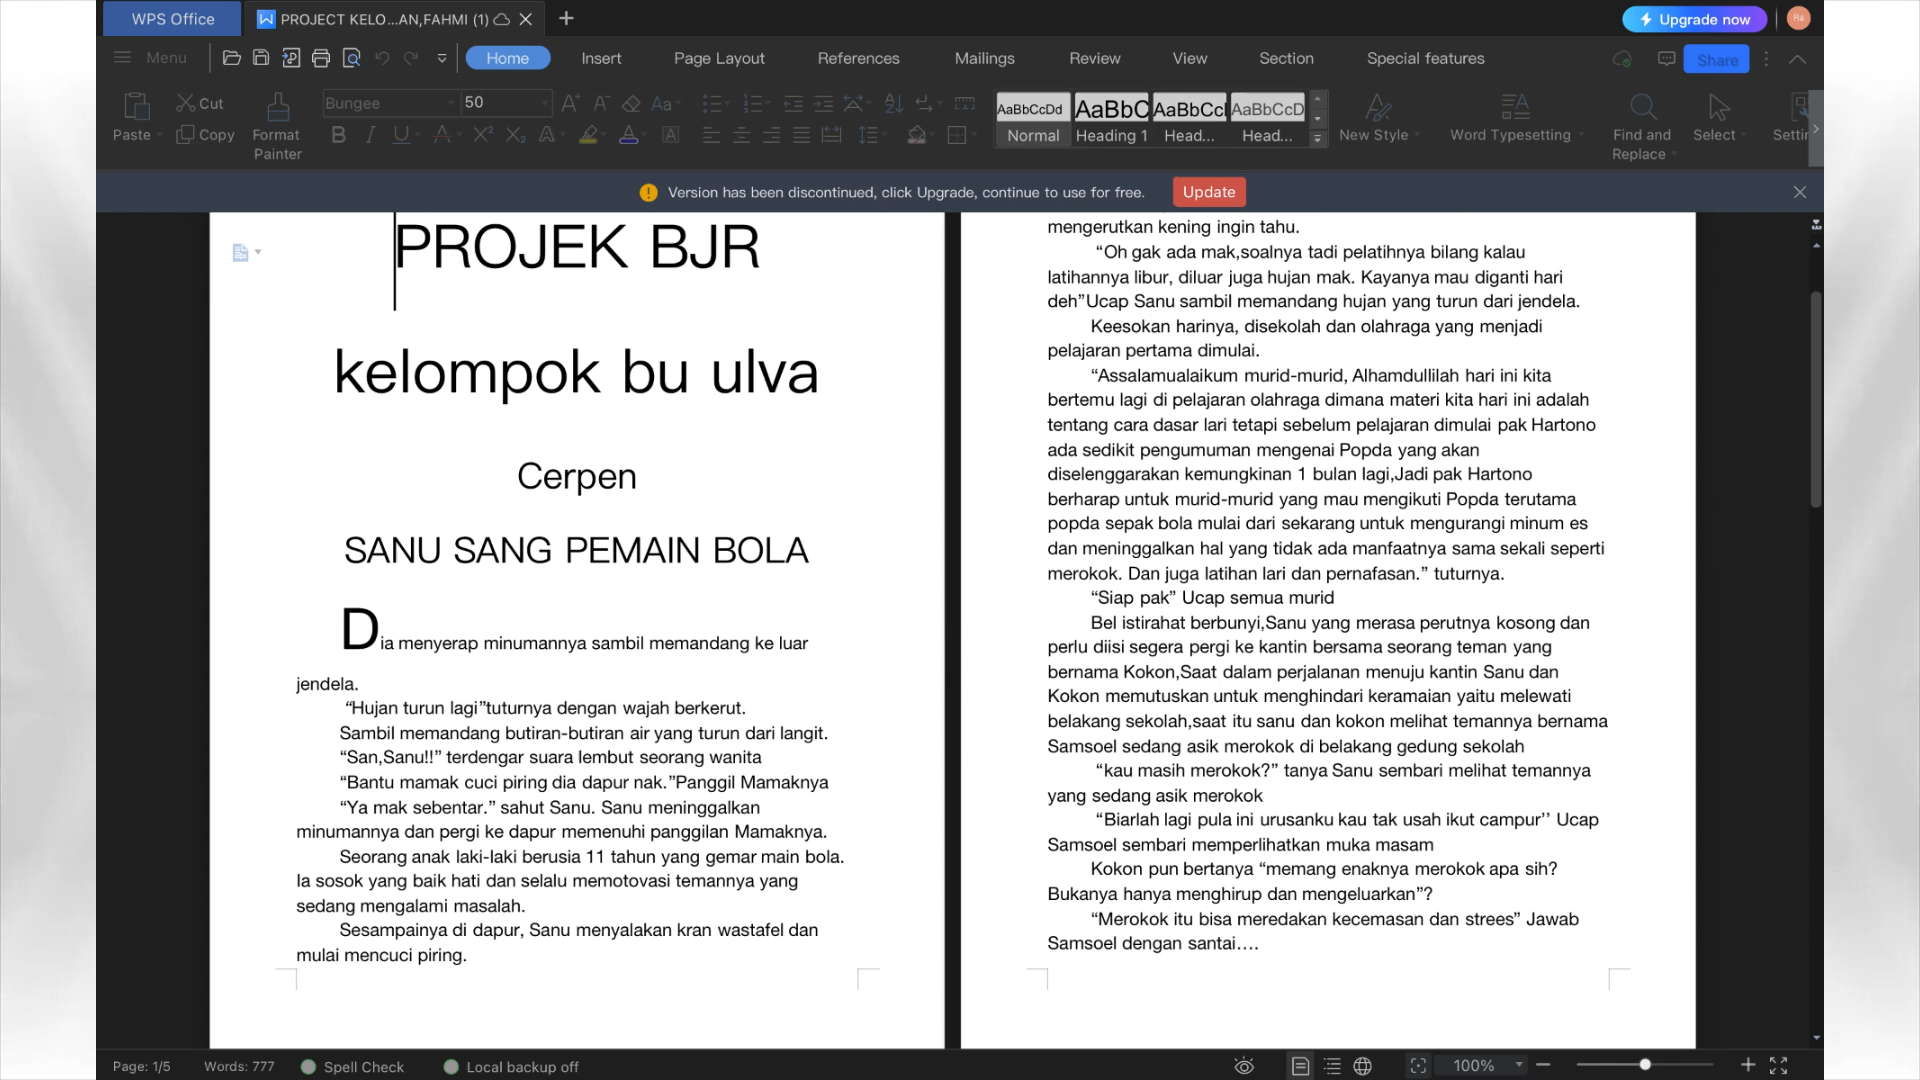 WPS Office
PROJECT KELO...AN,FAHMI (1)
Upgrade now
Ra
Menu
Home
Insert
Page Layout
References
Mailings
Review
View
Section
Special features
Share
Paste
Cut
Copy
Format
Painter
Bungee
50
AaBbCcDd
Normal
AaBbC
Heading 1
AaBbCcI
Head...
AaBbCcD
Head...
New Style
Word Typesetting
Find and
Replace
Select
Settin
Version has been discontinued, click Upgrade, continue to use for free.
Update
PROJEK BJR
kelompok bu ulva
Cerpen
SANU SANG PEMAIN BOLA
Dia menyerap minumannya sambil memandang ke luar
jendela.
“Hujan turun lagi”tuturnya dengan wajah berkerut.
Sambil memandang butiran-butiran air yang turun dari langit.
“San,Sanu!!” terdengar suara lembut seorang wanita
“Bantu mamak cuci piring dia dapur nak.”Panggil Mamaknya
“Ya mak sebentar.” sahut Sanu. Sanu meninggalkan
minumannya dan pergi ke dapur memenuhi panggilan Mamaknya.
Seorang anak laki-laki berusia 11 tahun yang gemar main bola.
Ia sosok yang baik hati dan selalu memotovasi temannya yang
sedang mengalami masalah.
Sesampainya di dapur, Sanu menyalakan kran wastafel dan
mulai mencuci piring.
mengerutkan kening ingin tahu.
“Oh gak ada mak,soalnya tadi pelatihnya bilang kalau
latihannya libur, diluar juga hujan mak. Kayanya mau diganti hari
deh”Ucap Sanu sambil memandang hujan yang turun dari jendela.
Keesokan harinya, disekolah dan olahraga yang menjadi
pelajaran pertama dimulai.
“Assalamualaikum murid-murid, Alhamdullilah hari ini kita
bertemu lagi di pelajaran olahraga dimana materi kita hari ini adalah
tentang cara dasar lari tetapi sebelum pelajaran dimulai pak Hartono
ada sedikit pengumuman mengenai Popda yang akan
diselenggarakan kemungkinan 1 bulan lagi,Jadi pak Hartono
berharap untuk murid-murid yang mau mengikuti Popda terutama
popda sepak bola mulai dari sekarang untuk mengurangi minum es
dan meninggalkan hal yang tidak ada manfaatnya sama sekali seperti
merokok. Dan juga latihan lari dan pernafasan.” tuturnya.
“Siap pak” Ucap semua murid
Bel istirahat berbunyi,Sanu yang merasa perutnya kosong dan
perlu diisi segera pergi ke kantin bersama seorang teman yang
bernama Kokon,Saat dalam perjalanan menuju kantin Sanu dan
Kokon memutuskan untuk menghindari keramaian yaitu melewati
belakang sekolah,saat itu sanu dan kokon melihat temannya bernama
Samsoel sedang asik merokok di belakang gedung sekolah
“kau masih merokok?” tanya Sanu sembari melihat temannya
yang sedang asik merokok
“Biarlah lagi pula ini urusanku kau tak usah ikut campur’’ Ucap
Samsoel sembari memperlihatkan muka masam
Kokon pun bertanya “memang enaknya merokok apa sih?
Bukanya hanya menghirup dan mengeluarkan”?
“Merokok itu bisa meredakan kecemasan dan strees” Jawab
Samsoel dengan santai....
Page: 1/5
Words: 777
Spell Check
Local backup off
100%